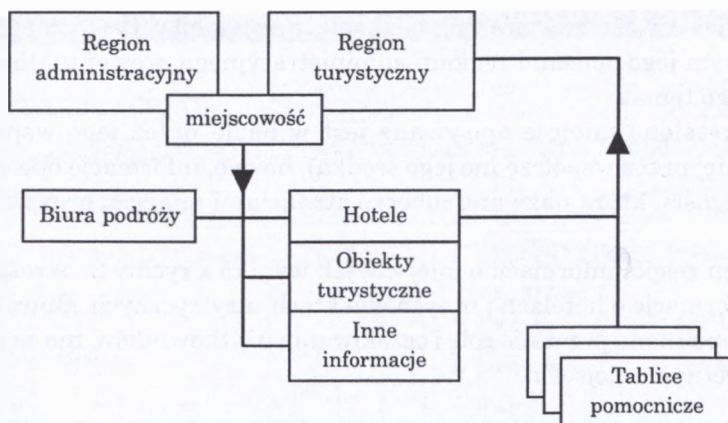 Region
administracyjny
Region
turystyczny
miejscowość
Biura podróży
Hotele
Obiekty
turystyczne
Inne
informacje
Tablice
pomocnicze